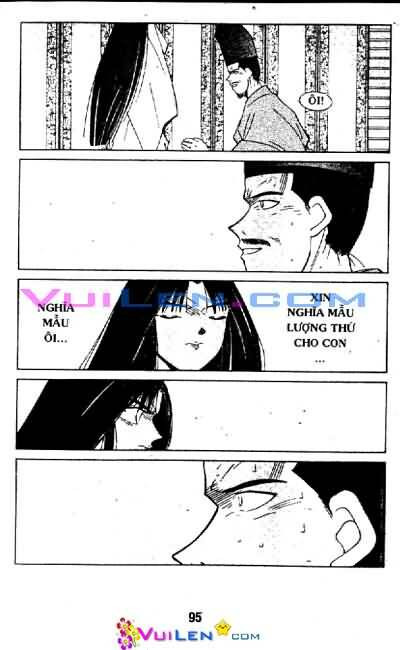 ÔI!
VUILEN.COM
NGHĨA
MẪU
ÔI...
XIN
NGHĨA MẪU
LƯỢNG THỨ
CHO CON
...
95
VUILEN.COM